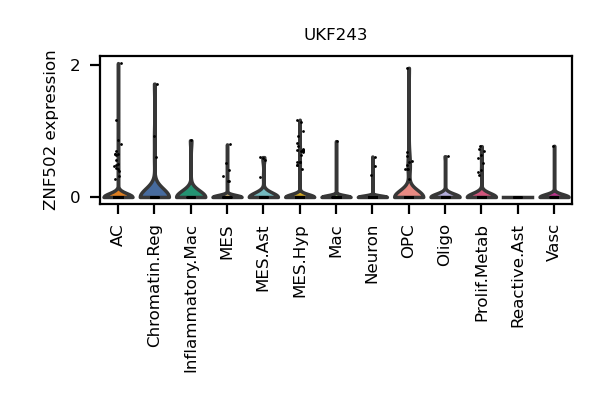 UKF243
ZNF502 expression
2
0
AC
Chromatin.Reg
Inflammatory.Mac
MES
MES.Ast
MES.Hyp
Mac
Neuron
OPC
Oligo
Prolif.Metab
Reactive.Ast
Vasc